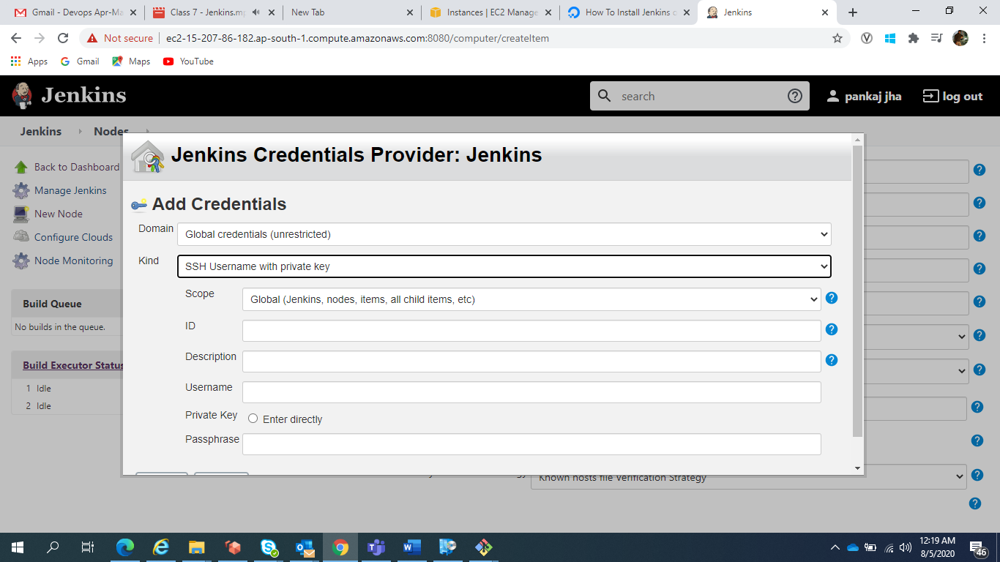 Gmail - Devops Apr-Ma
Class 7 - Jenkins.mp
New Tab
Instances | EC2 Manage
How To Install Jenkins o
Jenkins
Not secure
ec2-15-207-86-182.ap-south-1.compute.amazonaws.com:8080/computer/createItem
Apps
Gmail
Maps
YouTube
Jenkins
search
pankaj jha
log out
Jenkins
Nodes
Back to Dashboard
Manage Jenkins
New Node
Configure Clouds
Node Monitoring
Build Queue
No builds in the queue.
Build Executor Status
1 Idle
2 Idle
Jenkins Credentials Provider: Jenkins
Add Credentials
Domain
Global credentials (unrestricted)
Kind
SSH Username with private key
Scope
Global (Jenkins, nodes, items, all child items, etc)
ID
Description
Username
Private Key
Enter directly
Passphrase
Known hosts file Verification Strategy
12:19 AM
8/5/2020
46